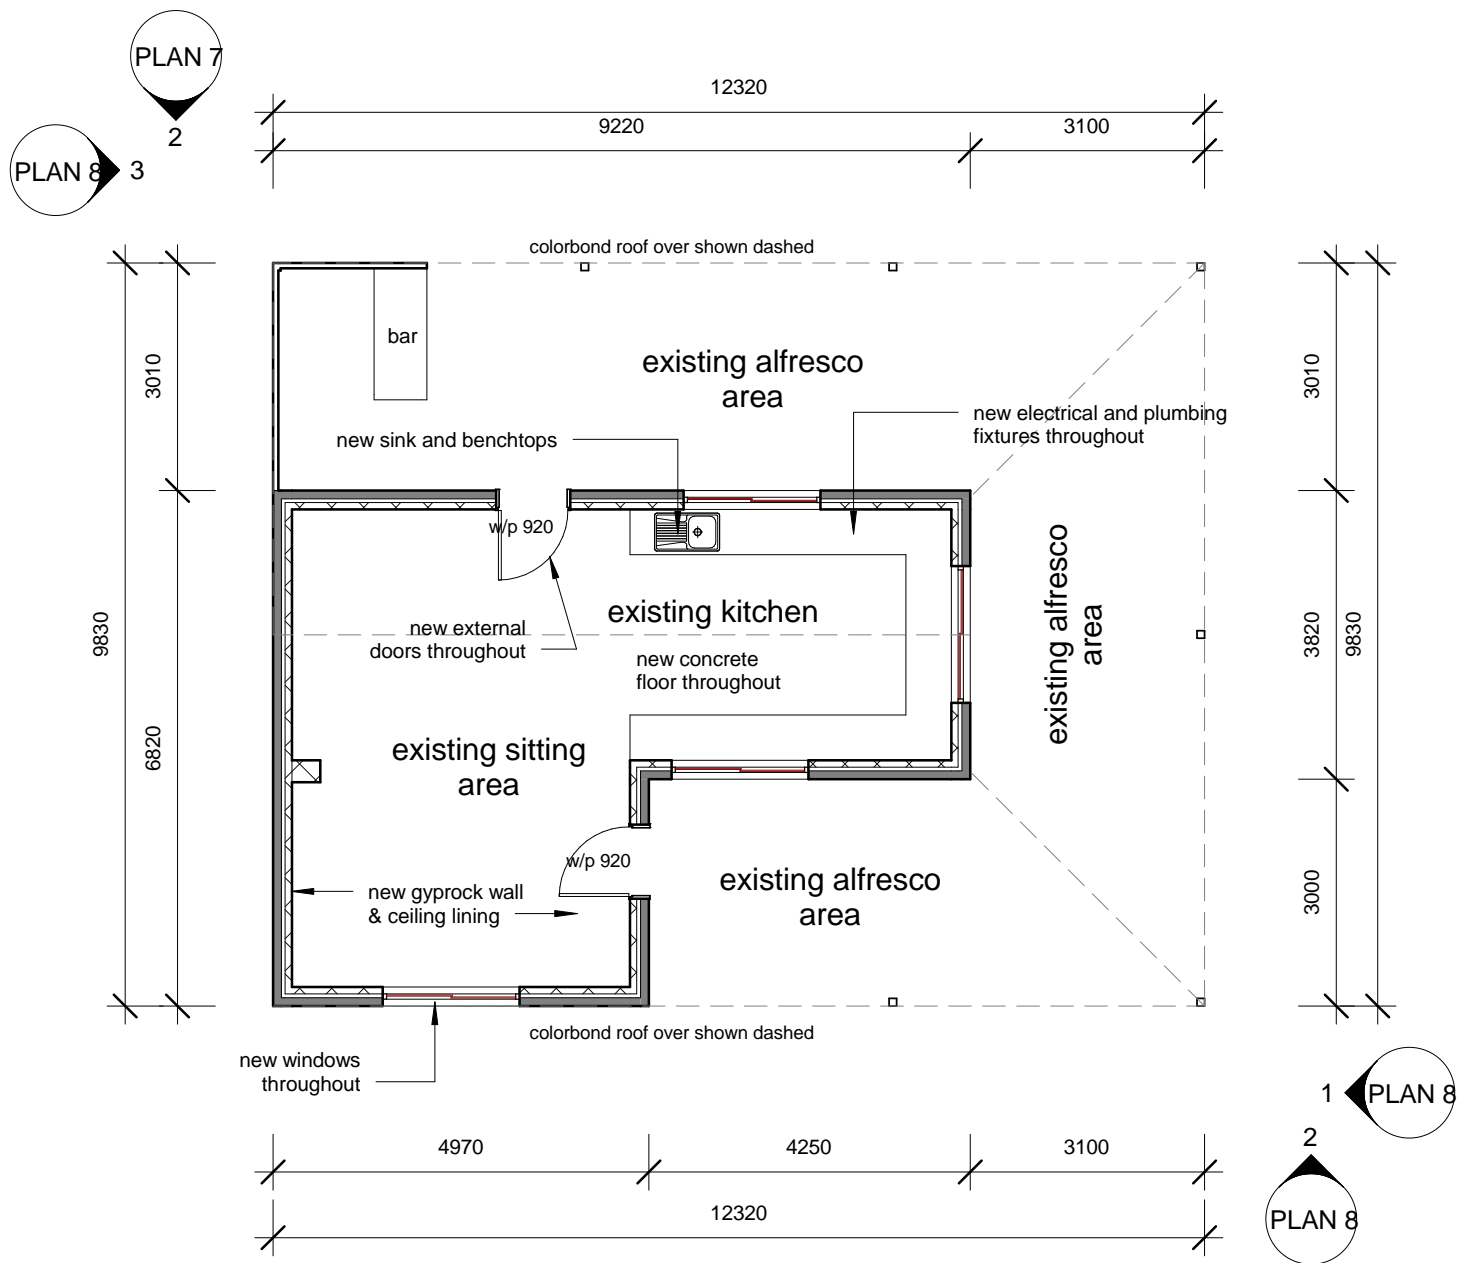 PLAN 7
2
PLAN 8
3
12320
9220
3100
colorbond roof over shown dashed
bar
existing alfresco
area
new sink and benchtops
new electrical and plumbing
fixtures throughout
3010
3010
w/p 920
existing kitchen
new external
doors throughout
new concrete
floor throughout
existing alfresco
area
9830
6820
3820
9830
existing sitting
area
w/p 920
existing alfresco
area
3000
new gyprock wall
& ceiling lining
colorbond roof over shown dashed
new windows
throughout
1
PLAN 8
2
PLAN 8
4970
4250
3100
12320